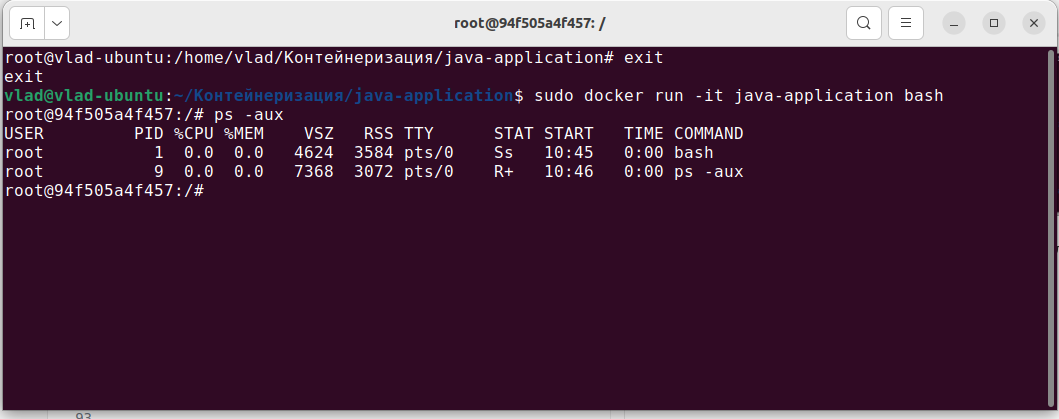 root@94f505a4f457: /
root@vlad-ubuntu:/home/vlad/Контейнеризация/java-application# exit
exit
vlad@vlad-ubuntu:~/Контейнеризация/java-application$ sudo docker run -it java-application bash
root@94f505a4f457:/# ps -aux
USER         PID %CPU %MEM    VSZ   RSS TTY      STAT START   TIME COMMAND
root           1  0.0  0.0   4624  3584 pts/0    Ss   10:45   0:00 bash
root           9  0.0  0.0   7368  3072 pts/0    R+   10:46   0:00 ps -aux
root@94f505a4f457:/#
93